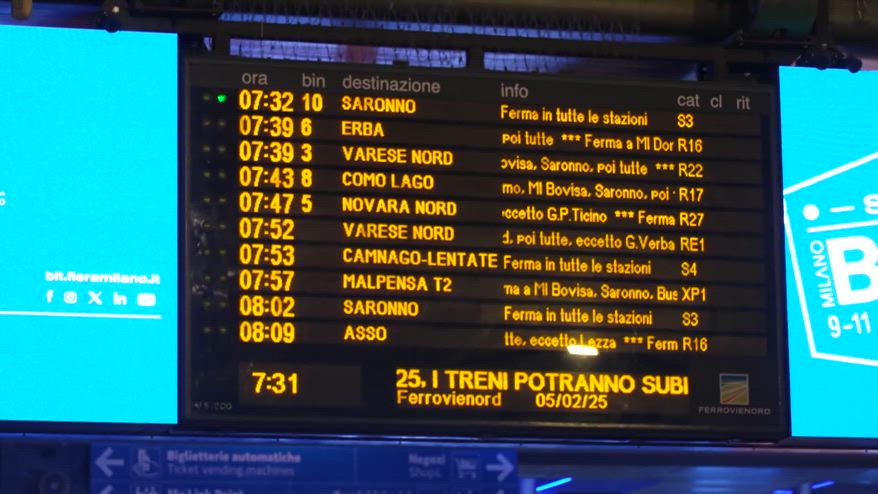 ora bin destinazione info cat cl rit
07:32 10 SARONNO Ferma in tutte le stazioni S3
07:39 6 ERBA poi tutte *** Ferma a MI Dor R16
07:39 3 VARESE NORD ovisa, Saronno, poi tutte *** R22
07:43 8 COMO LAGO mo, MI Bovisa, Saronno, poi R17
07:47 5 NOVARA NORD ccetto G.P.Ticino *** Ferma R27
07:52 VARESE NORD d, poi tutte, eccetto G.Verba RE1
07:53 CAMNAGO-LENTATE Ferma in tutte le stazioni S4
07:57 MALPENSA T2 ma a MI Bovisa, Saronno, Bus XP1
08:02 SARONNO Ferma in tutte le stazioni S3
08:09 ASSO tte, eccetto Lezza *** Ferm R16
7:31 25. I TRENI POTRANNO SUBI
Ferrovienord 05/02/25
FERROVIENORD
bit.fieramilano.it
MILANO
9-11
Biglietterie automatiche
Ticket vending machines
Negozi
Shops